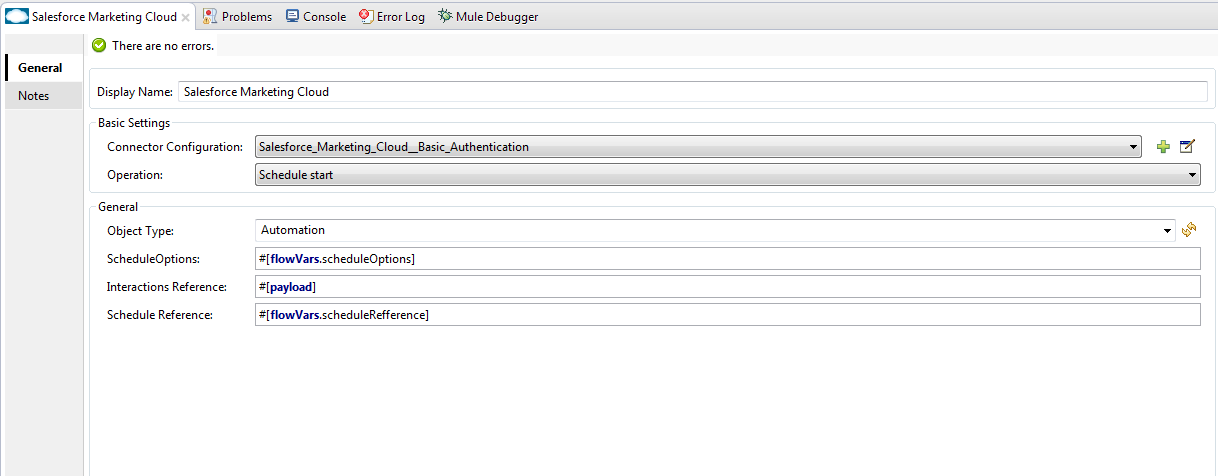 Salesforce Marketing Cloud Problems Console Error Log Mule Debugger
There are no errors.
General
Notes
Display Name: Salesforce Marketing Cloud
Basic Settings
Connector Configuration: Salesforce_Marketing_Cloud__Basic_Authentication
Operation: Schedule start
General
Object Type: Automation
ScheduleOptions: #[flowVars.scheduleOptions]
Interactions Reference: #[payload]
Schedule Reference: #[flowVars.scheduleRefference]